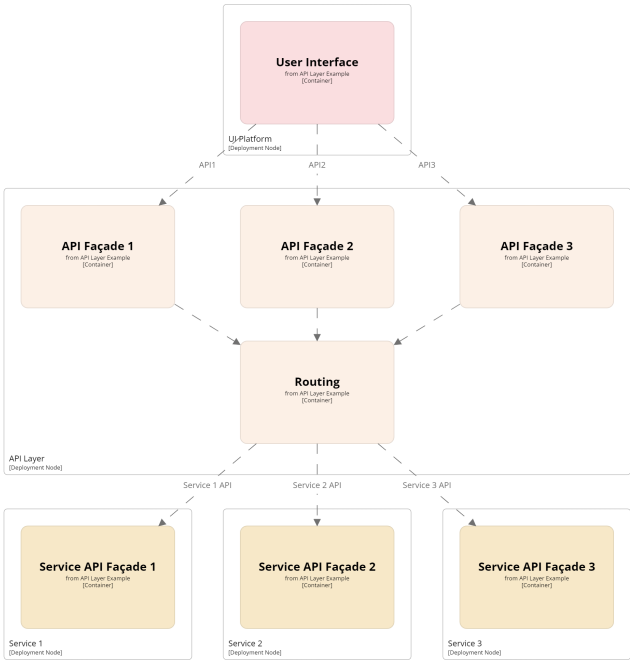 User Interface
from API Layer Example
[Container]
UI Platform
[Deployment Node]
API1
API2
API3
API Façade 1
from API Layer Example
[Container]
API Façade 2
from API Layer Example
[Container]
API Façade 3
from API Layer Example
[Container]
Routing
from API Layer Example
[Container]
API Layer
[Deployment Node]
Service 1 API
Service 2 API
Service 3 API
Service API Façade 1
from API Layer Example
[Container]
Service API Façade 2
from API Layer Example
[Container]
Service API Façade 3
from API Layer Example
[Container]
Service 1
[Deployment Node]
Service 2
[Deployment Node]
Service 3
[Deployment Node]